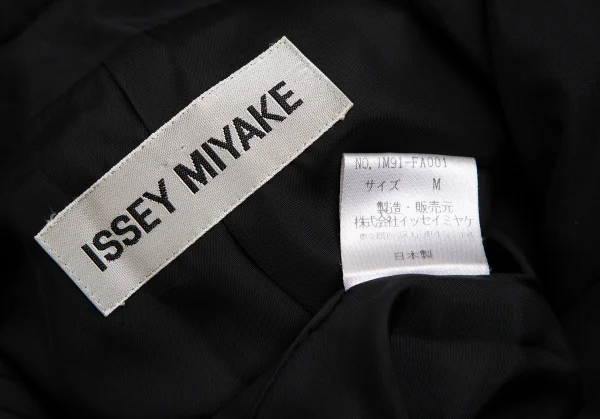 ISSEY MIYAKE
NO. IM91-FA001
サイズ M
製造・販売元
株式会社イッセイミヤケ
日本製